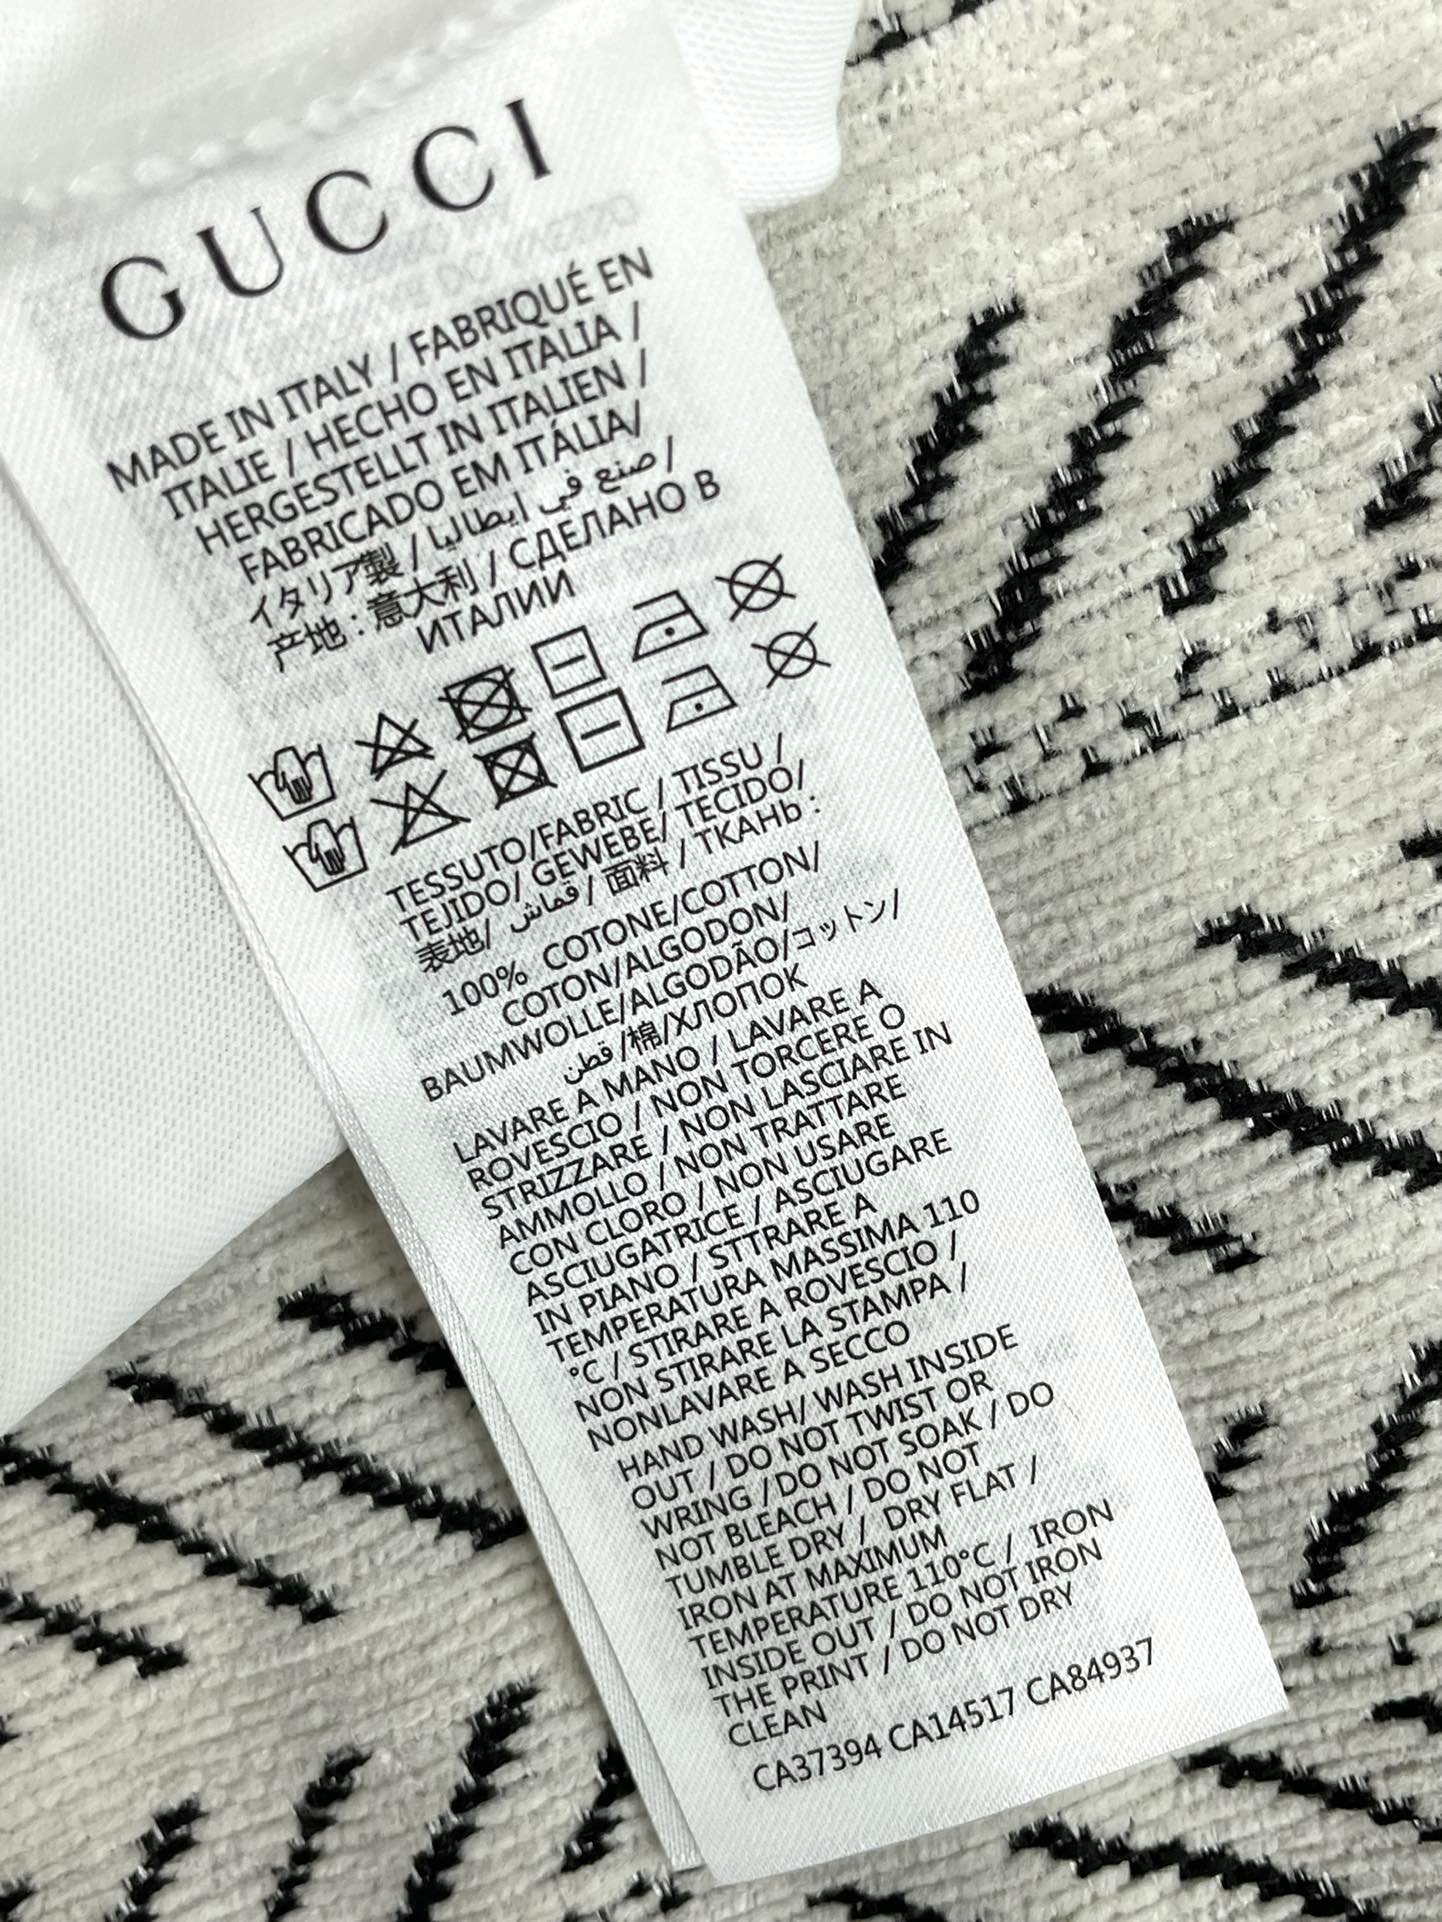 GUCCI
MADE IN ITALY / FABRIQUÉ EN
ITALIE / HECHO EN ITALIA /
HERGESTELLT IN ITALIEN /
FABRICADO EM ITÁLIA/
イタリア製 / صنع في ايطاليا /
产地 : 意大利 / СДЕЛАНО В
ИТАЛИИ
TESSUTO/FABRIC / TISSU /
TEJIDO/ GEWEBE/ TECIDO/
表地/ قماش / 面料 / ТКАНЬ :
100% COTONE/COTTON/
COTON/ALGODON/
BAUMWOLLE/ALGODÃO/コットン/
قطن /棉/ХЛОПОК
LAVARE A MANO / LAVARE A
ROVESCIO / NON TORCERE O
STRIZZARE / NON LASCIARE IN
AMMOLLO / NON TRATTARE
CON CLORO / NON USARE
ASCIUGATRICE / ASCIUGARE
IN PIANO / STTRARE A
TEMPERATURA MASSIMA 110
°C / STIRARE A ROVESCIO /
NON STIRARE LA STAMPA /
NONLAVARE A SECCO
HAND WASH/ WASH INSIDE
OUT / DO NOT TWIST OR
WRING / DO NOT SOAK / DO
NOT BLEACH / DO NOT
TUMBLE DRY / DRY FLAT /
IRON AT MAXIMUM
TEMPERATURE 110°C / IRON
INSIDE OUT / DO NOT IRON
THE PRINT / DO NOT DRY
CLEAN
CA37394 CA14517 CA84937